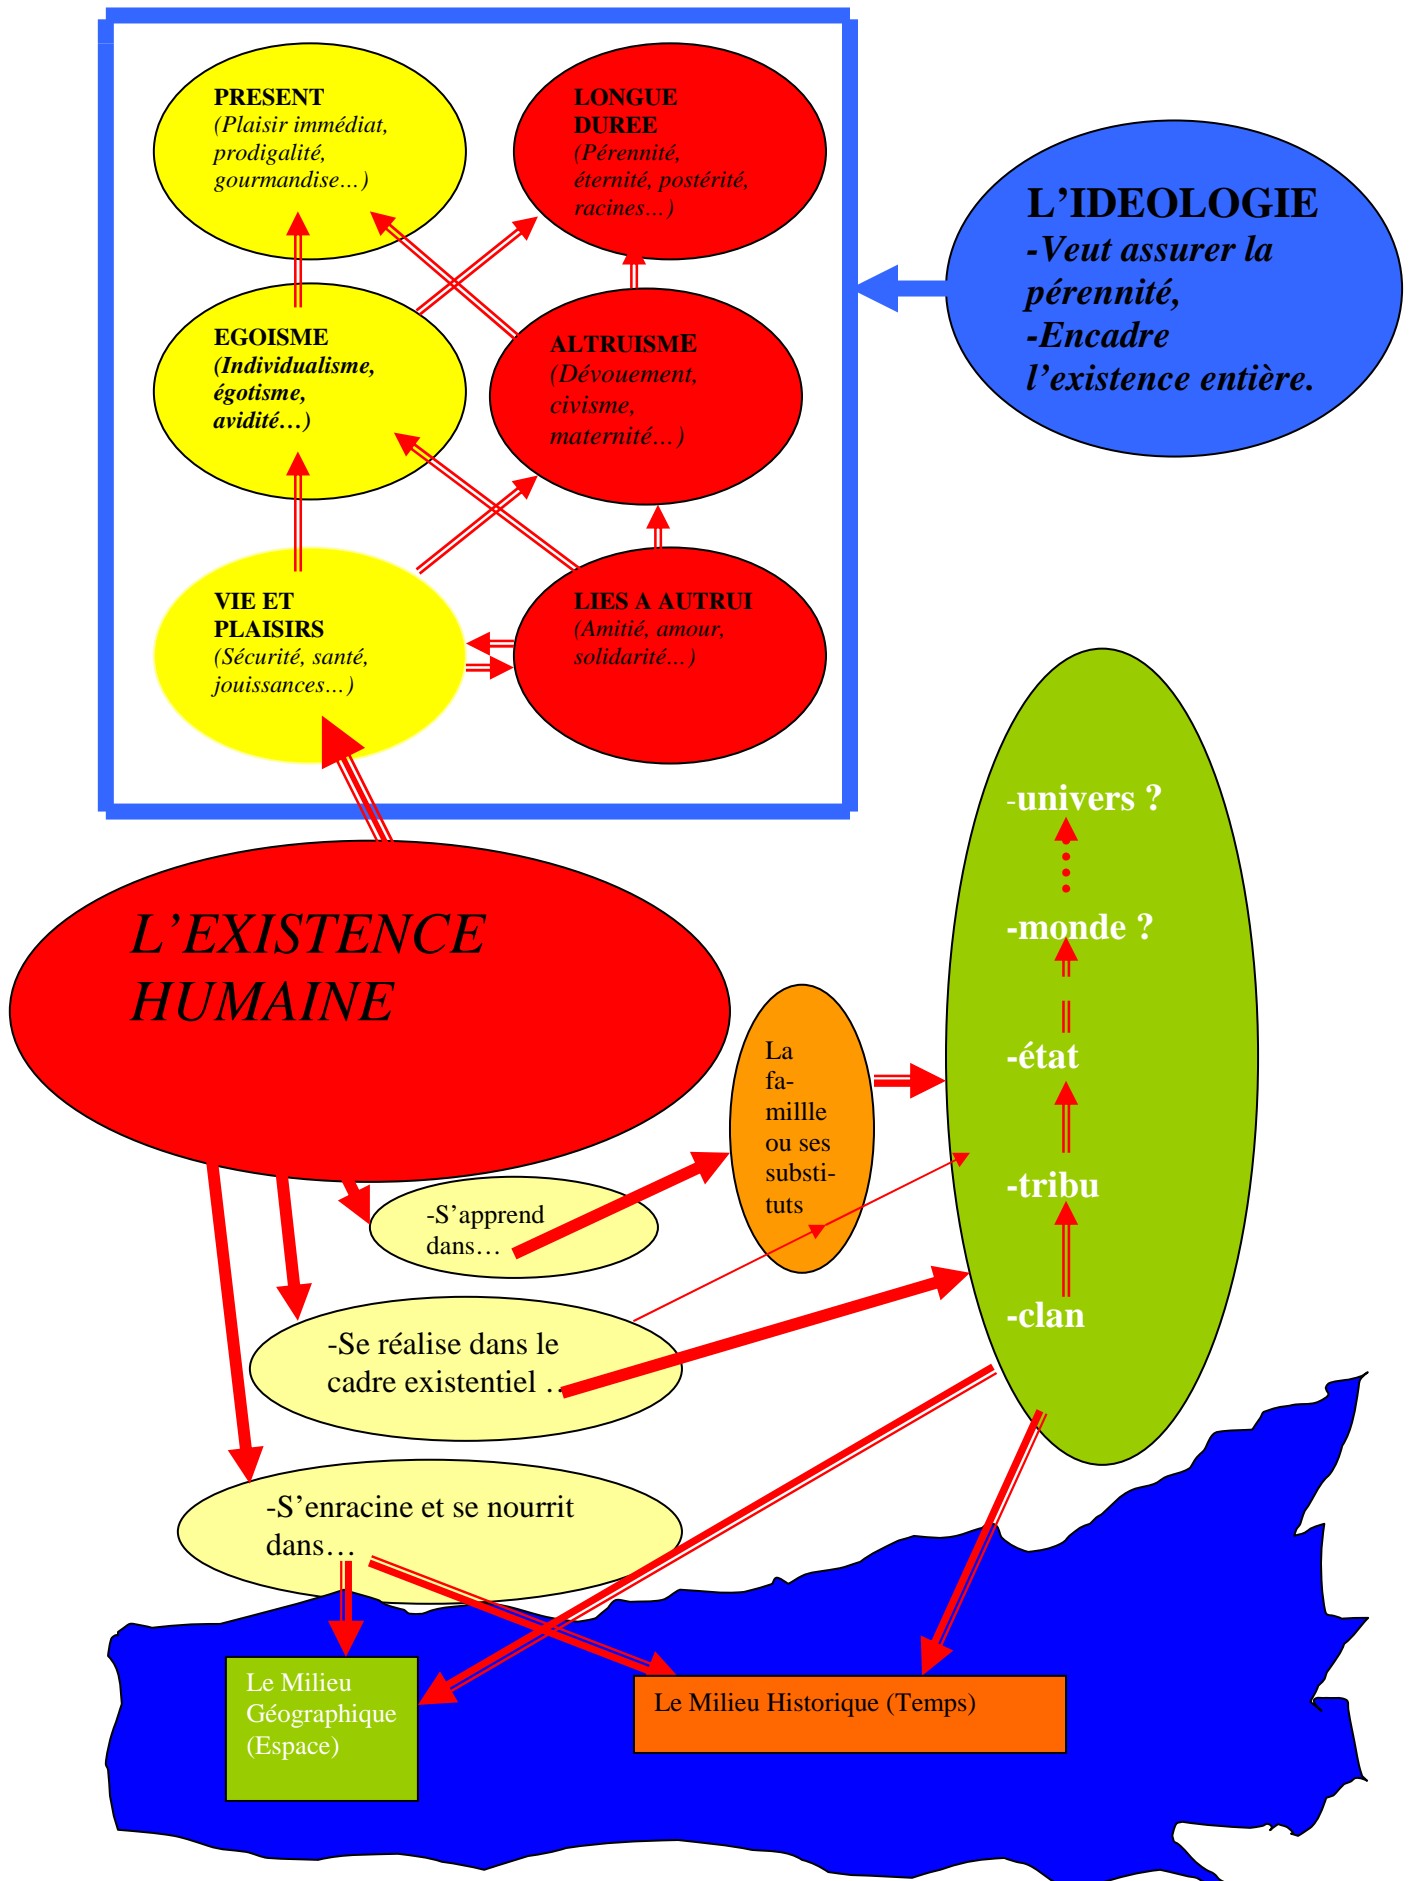 PRESENT
(Plaisir immédiat,
prodigalité,
gourmandise…)
LONGUE
DUREE
(Pérennité,
éternité, postérité,
racines…)
L’IDEOLOGIE
-Veut assurer la
pérennité,
-Encadre
l’existence entière.
EGOISME
(Individualisme,
égotisme,
avidité…)
ALTRUISME
(Dévouement,
civisme,
maternité…)
VIE ET
PLAISIRS
(Sécurité, santé,
jouissances…)
LIES A AUTRUI
(Amitié, amour,
solidarité…)
L’EXISTENCE
HUMAINE
-univers ?
-monde ?
-état
-tribu
-clan
La
fa-
millle
ou ses
substi-
tuts
-S’apprend
dans…
-Se réalise dans le
cadre existentiel …
-S’enracine et se nourrit
dans…
Le Milieu
Géographique
(Espace)
Le Milieu Historique (Temps)